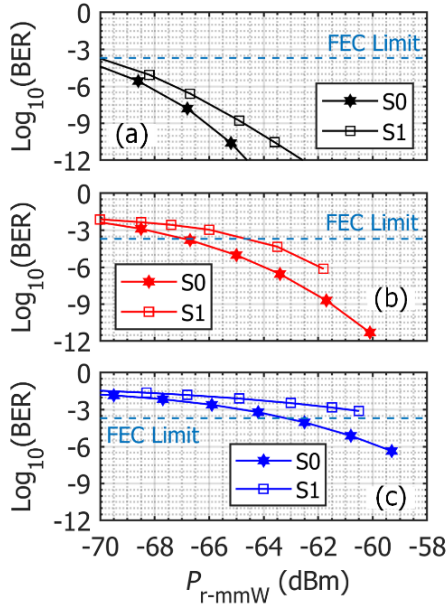 0
-3
-6
-9
-12
Log10(BER)
FEC Limit
S0
S1
(a)
0
-3
-6
-9
-12
Log10(BER)
FEC Limit
S0
S1
(b)
0
-3
-6
-9
-12
Log10(BER)
FEC Limit
S0
S1
(c)
-70 -68 -66 -64 -62 -60 -58
Pr-mmW (dBm)